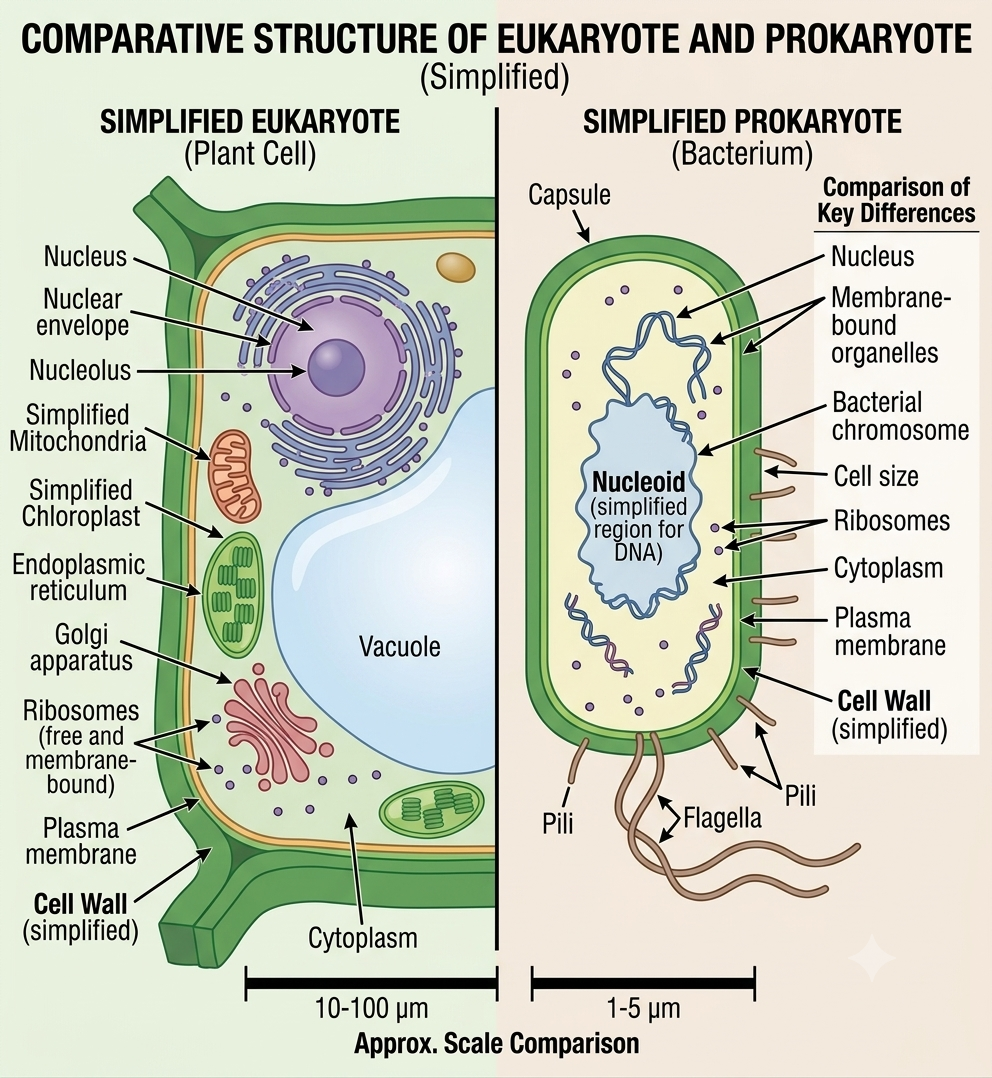 COMPARATIVE STRUCTURE OF EUKARYOTE AND PROKARYOTE
(Simplified)
SIMPLIFIED EUKARYOTE
(Plant Cell)
Nucleus
Nuclear
envelope
Nucleolus
Simplified
Mitochondria
Simplified
Chloroplast
Endoplasmic
reticulum
Golgi
apparatus
Ribosomes
(free and
membrane-
bound)
Plasma
membrane
Cell Wall
(simplified)
Vacuole
Cytoplasm
10-100 µm
SIMPLIFIED PROKARYOTE
(Bacterium)
Capsule
Comparison of
Key Differences
Nucleus
Membrane-
bound
organelles
Bacterial
chromosome
Cell size
Ribosomes
Cytoplasm
Plasma
membrane
Cell Wall
(simplified)
Nucleoid
(simplified
region for
DNA)
Pili
Pili
Flagella
1-5 µm
Approx. Scale Comparison